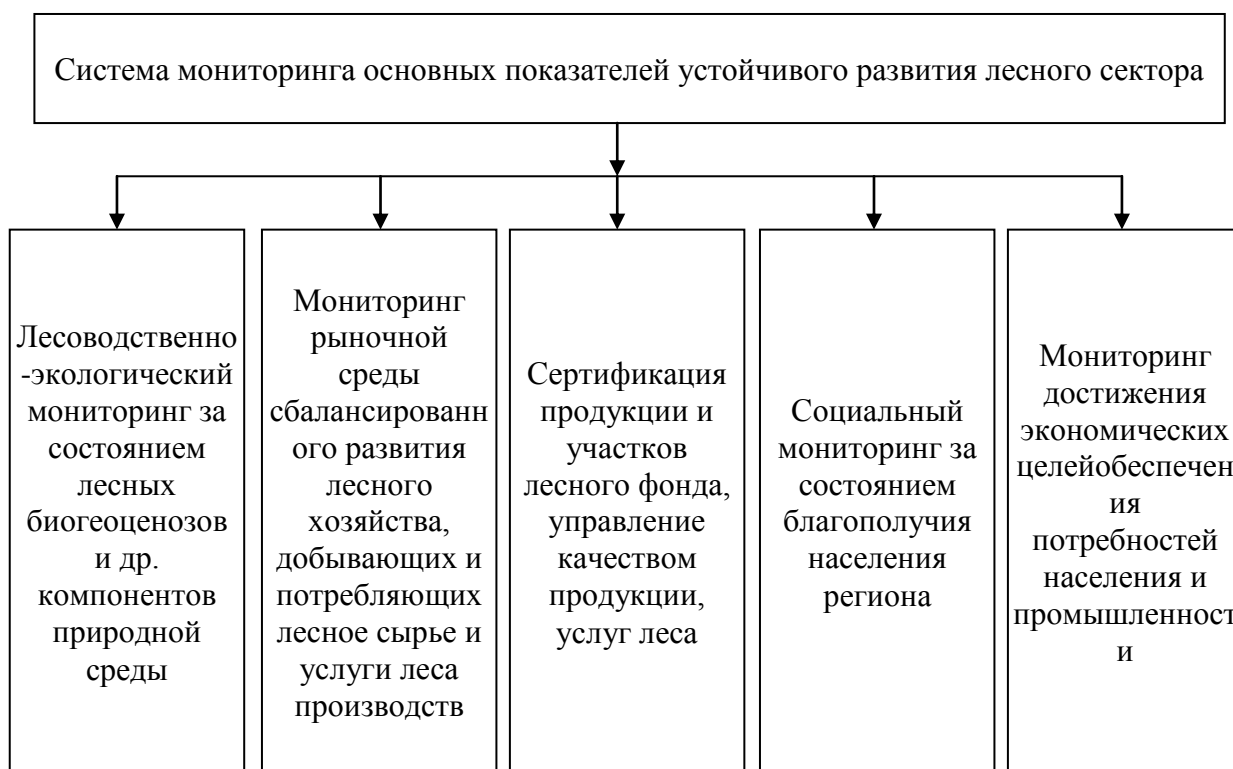 Система мониторинга основных показателей устойчивого развития лесного сектора
Лесоводственно
-экологический
мониторинг за
состоянием
лесных
биогеоценозов
и др.
компонентов
природной
среды
Мониторинг
рыночной
среды
сбалансированн
ого развития
лесного
хозяйства,
добывающих и
потребляющих
лесное сырье и
услуги леса
производств
Сертификация
продукции и
участков
лесного фонда,
управление
качеством
продукции,
услуг леса
Социальный
мониторинг за
состоянием
благополучия
населения
региона
Мониторинг
достижения
экономических
целейобеспечен
ия
потребностей
населения и
промышленност
и